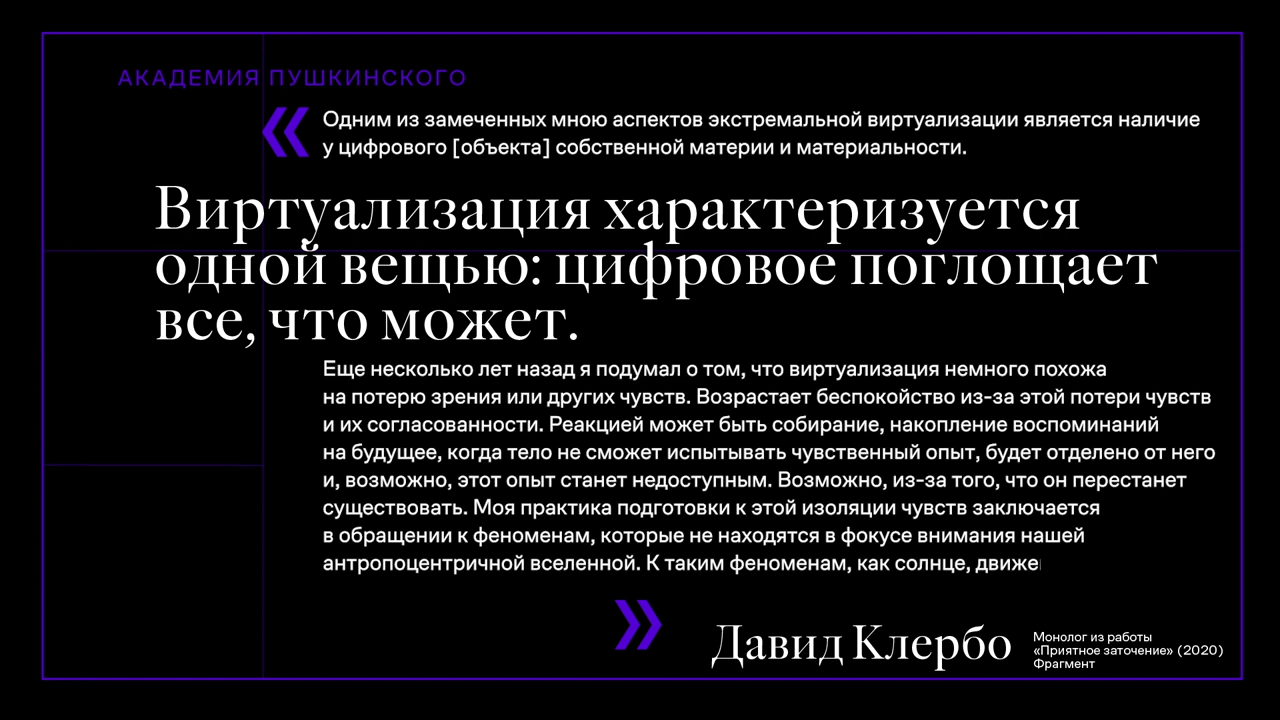 АКАДЕМИЯ ПУШКИНСКОГО
« Одним из замеченных мною аспектов экстремальной виртуализации является наличие
у цифрового [объекта] собственной материи и материальности.
Виртуализация характеризуется
одной вещью: цифровое поглощает
все, что может.
Еще несколько лет назад я подумал о том, что виртуализация немного похожа
на потерю зрения или других чувств. Возрастает беспокойство из-за этой потери чувств
и их согласованности. Реакцией может быть собирание, накопление воспоминаний
на будущее, когда тело не сможет испытывать чувственный опыт, будет отделено от него
и, возможно, этот опыт станет недоступным. Возможно, из-за того, что он перестанет
существовать. Моя практика подготовки к этой изоляции чувств заключается
в обращении к феноменам, которые не находятся в фокусе внимания нашей
антропоцентричной вселенной. К таким феноменам, как солнце, движе
»
Давид Клербо
Монолог из работы
«Приятное заточение» (2020)
Фрагмент